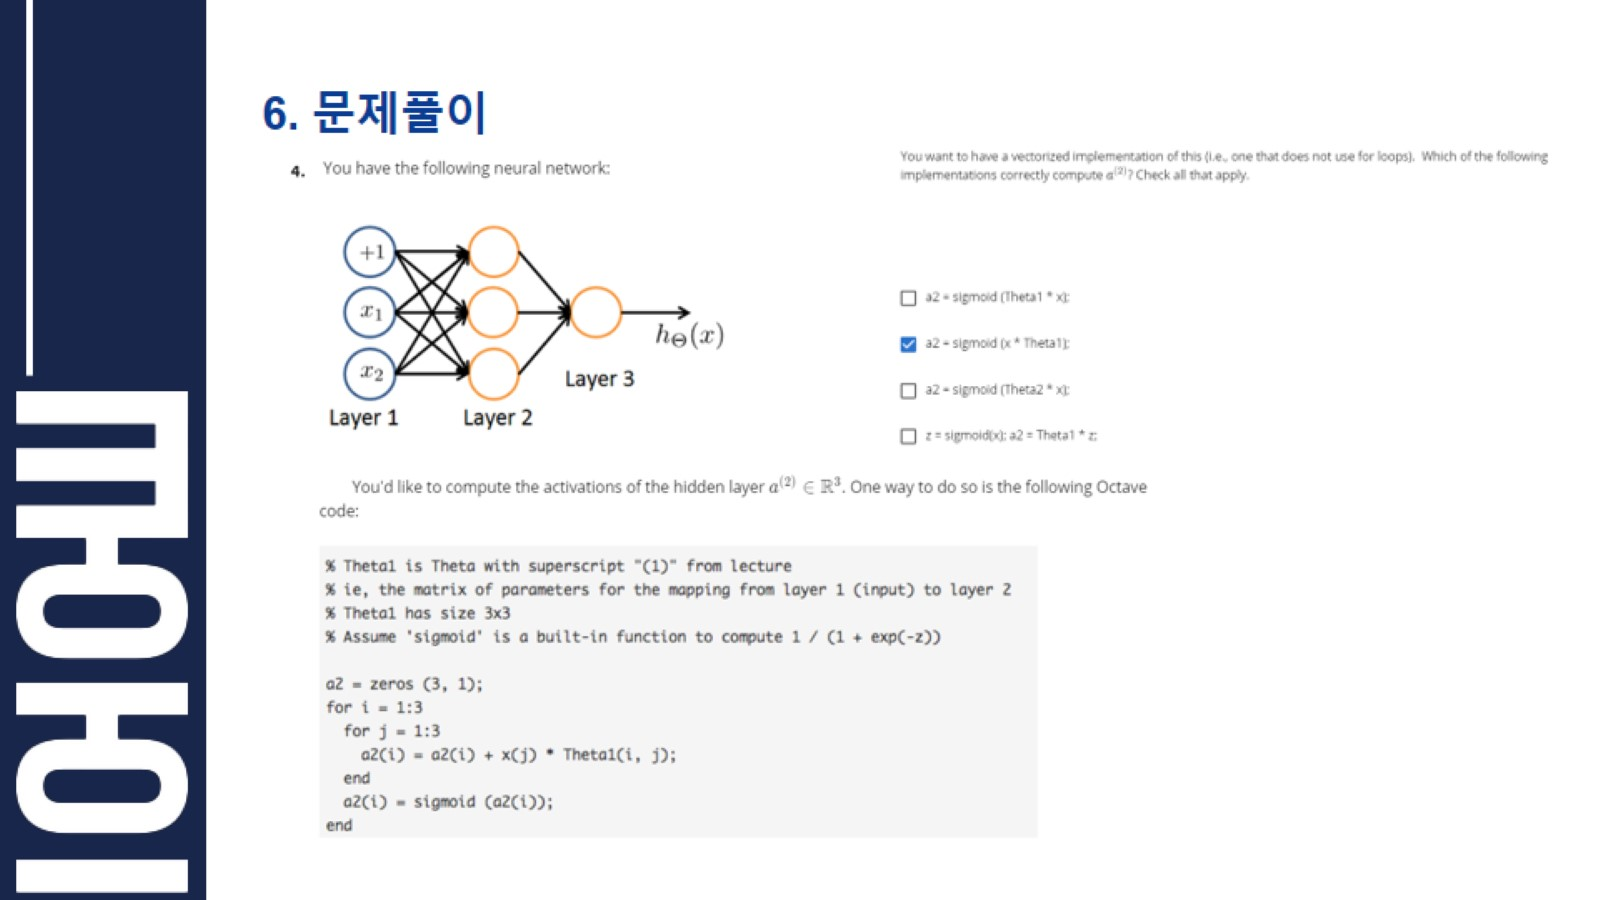 6. 문제풀이
4. You have the following neural network:
+1
x₁
x₂
hΘ(x)
Layer 3
Layer 1 Layer 2
You want to have a vectorized implementation of this (i.e., one that does not use for loops). Which of the following
implementations correctly compute a⁽²⁾? Check all that apply.
a2 = sigmoid (Theta1 * x);
a2 = sigmoid (x * Theta1);
a2 = sigmoid (Theta2 * x);
z = sigmoid(x); a2 = Theta1 * z;
You'd like to compute the activations of the hidden layer a⁽²⁾ ∈ ℝ³. One way to do so is the following Octave
code:
% Theta1 is Theta with superscript "(1)" from lecture
% ie, the matrix of parameters for the mapping from layer 1 (input) to layer 2
% Theta1 has size 3x3
% Assume 'sigmoid' is a built-in function to compute 1 / (1 + exp(-z))
a2 = zeros (3, 1);
for i = 1:3
for j = 1:3
a2(i) = a2(i) + x(j) * Theta1(i, j);
end
a2(i) = sigmoid (a2(i));
end